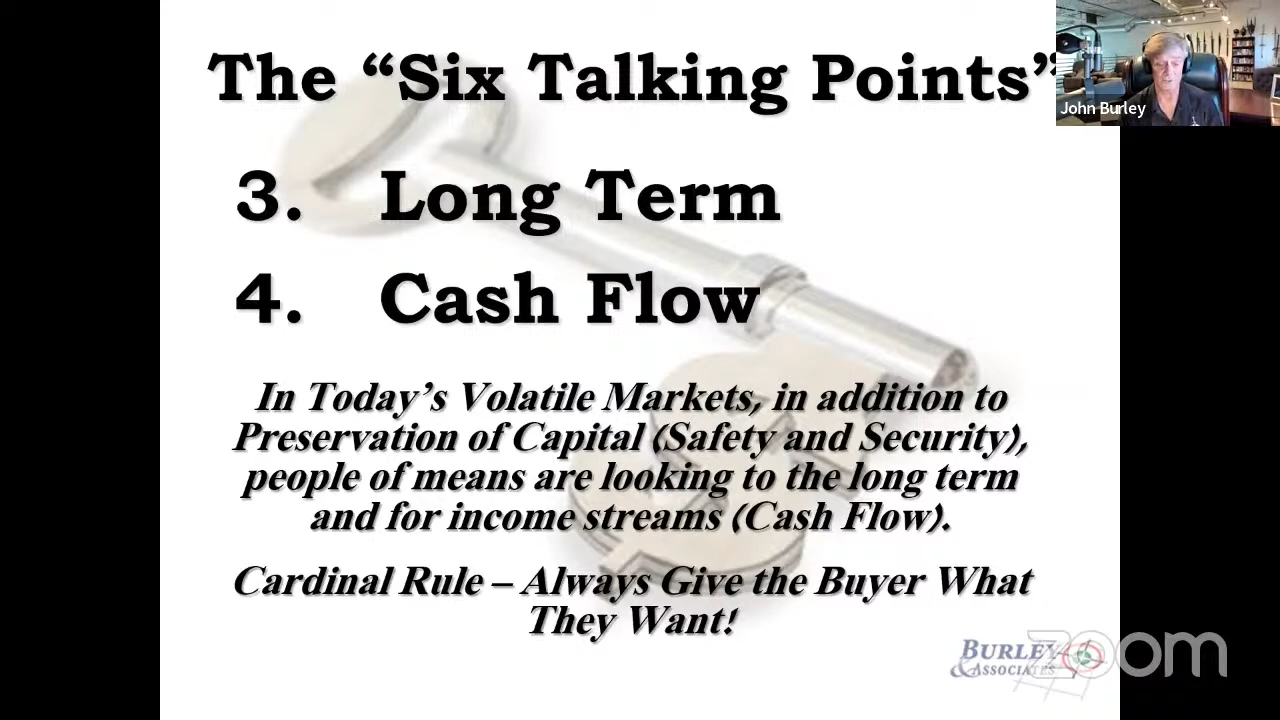 The “Six Talking Points”
John Burley
3. Long Term
4. Cash Flow
In Today’s Volatile Markets, in addition to
Preservation of Capital (Safety and Security),
people of means are looking to the long term
and for income streams (Cash Flow).
Cardinal Rule – Always Give the Buyer What
They Want!
BURLEY
& ASSOCIATES
zoom